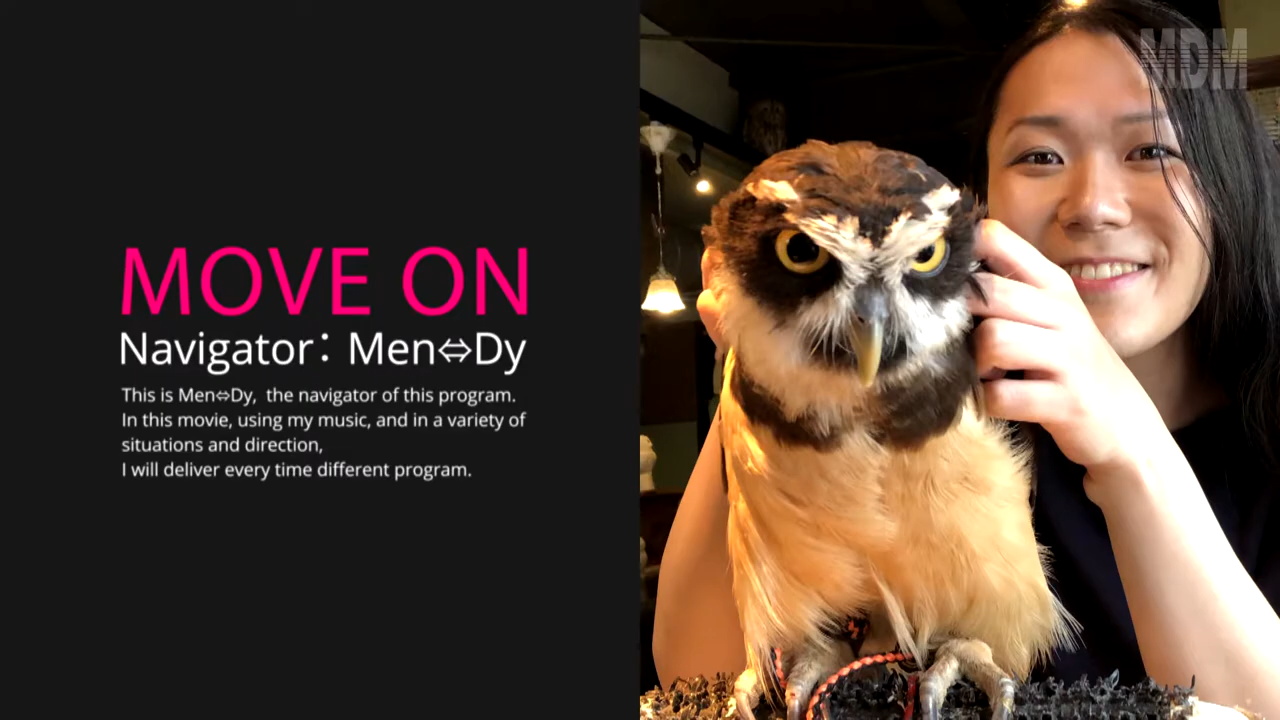 MDM
MOVE ON
Navigator： Men⇔Dy
This is Men⇔Dy, the navigator of this program.
In this movie, using my music, and in a variety of
situations and direction,
I will deliver every time different program.